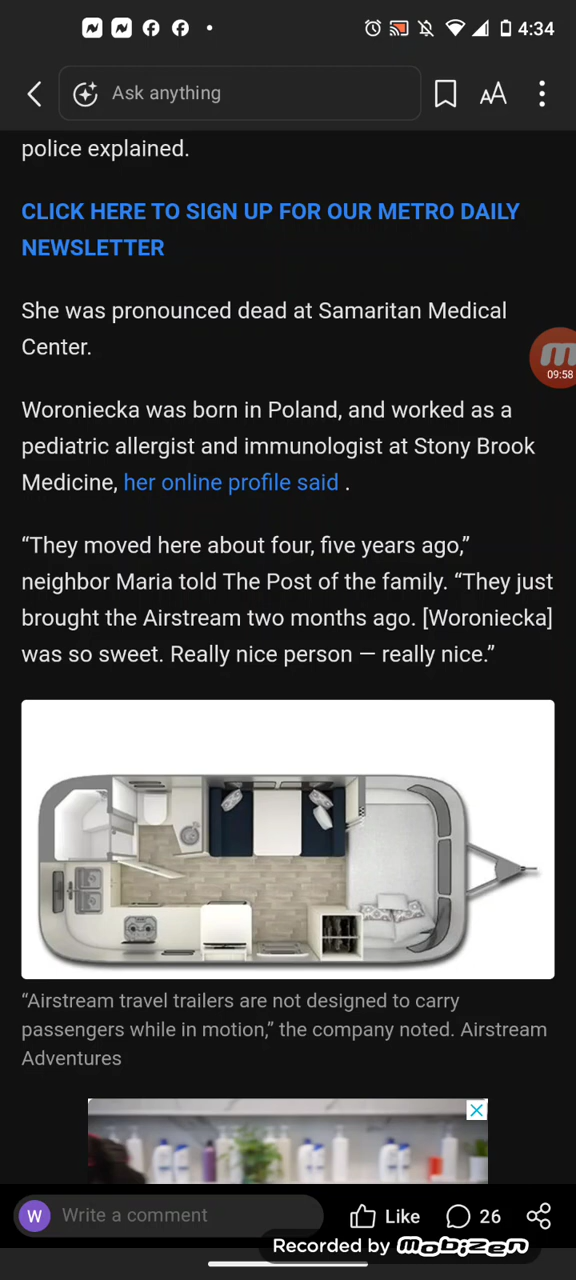 4:34
Ask anything
AA
police explained.
CLICK HERE TO SIGN UP FOR OUR METRO DAILY
NEWSLETTER
She was pronounced dead at Samaritan Medical
Center.
09:58
Woroniecka was born in Poland, and worked as a
pediatric allergist and immunologist at Stony Brook
Medicine, her online profile said .
“They moved here about four, five years ago,”
neighbor Maria told The Post of the family. “They just
brought the Airstream two months ago. [Woroniecka]
was so sweet. Really nice person — really nice.”
“Airstream travel trailers are not designed to carry
passengers while in motion,” the company noted. Airstream
Adventures
W
Write a comment
Like
26
Recorded by mobizen